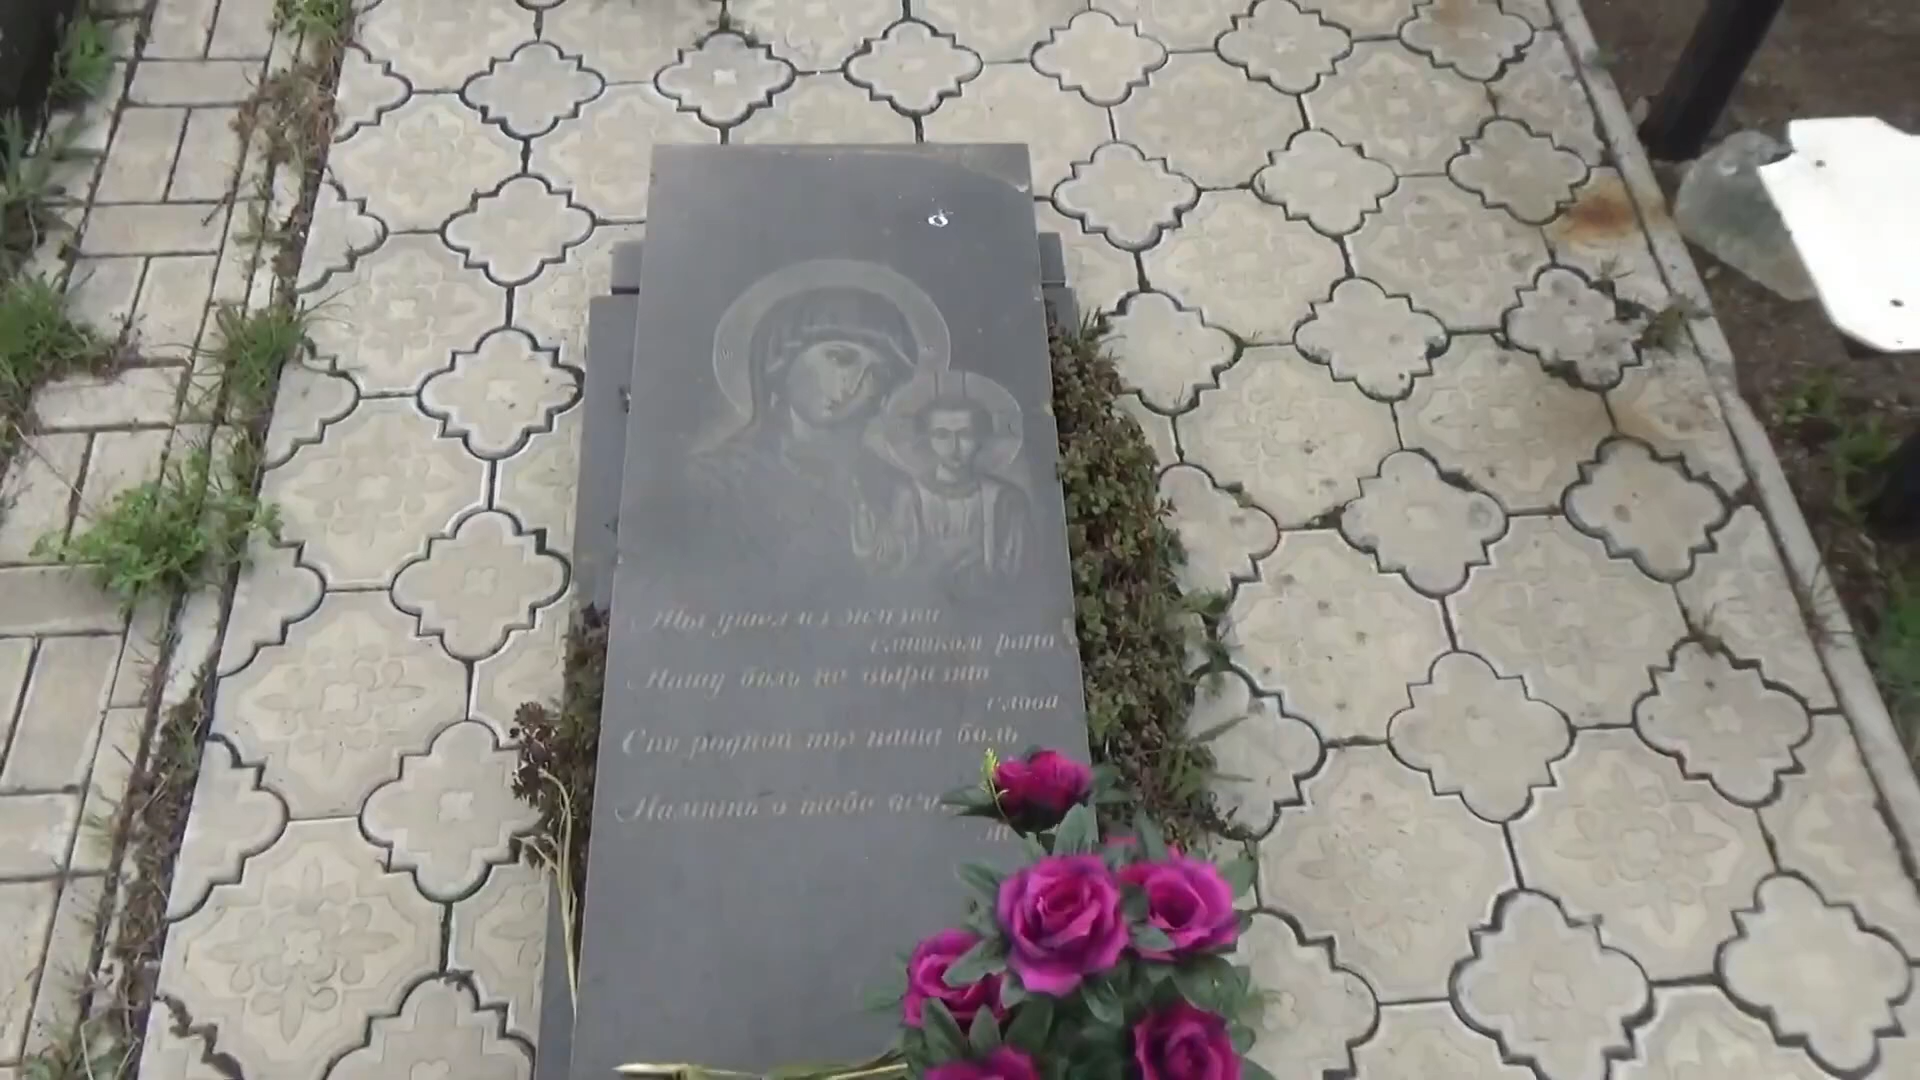 Ты ушел из жизни
слишком рано
Нашу боль не выразят
слова
Спи родной ты наша боль
Память о тебе